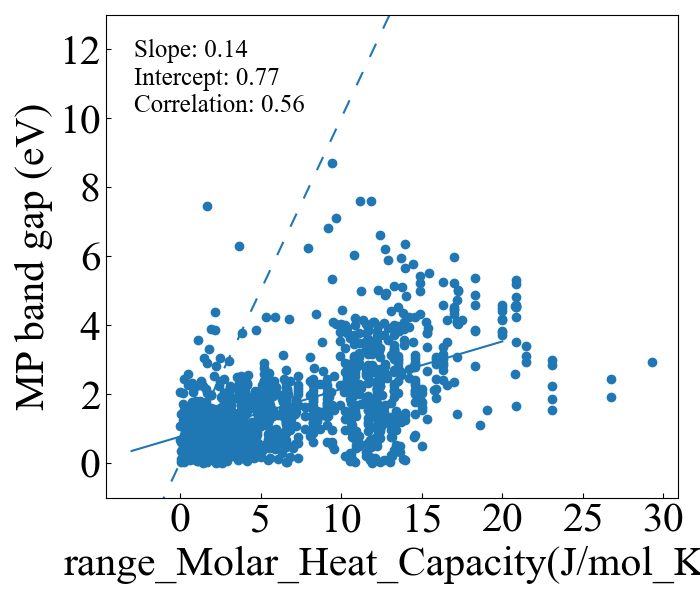 Slope: 0.14
Intercept: 0.77
Correlation: 0.56
MP band gap (eV)
12
10
8
6
4
2
0
0 5 10 15 20 25 30
range_Molar_Heat_Capacity(J/mol_K